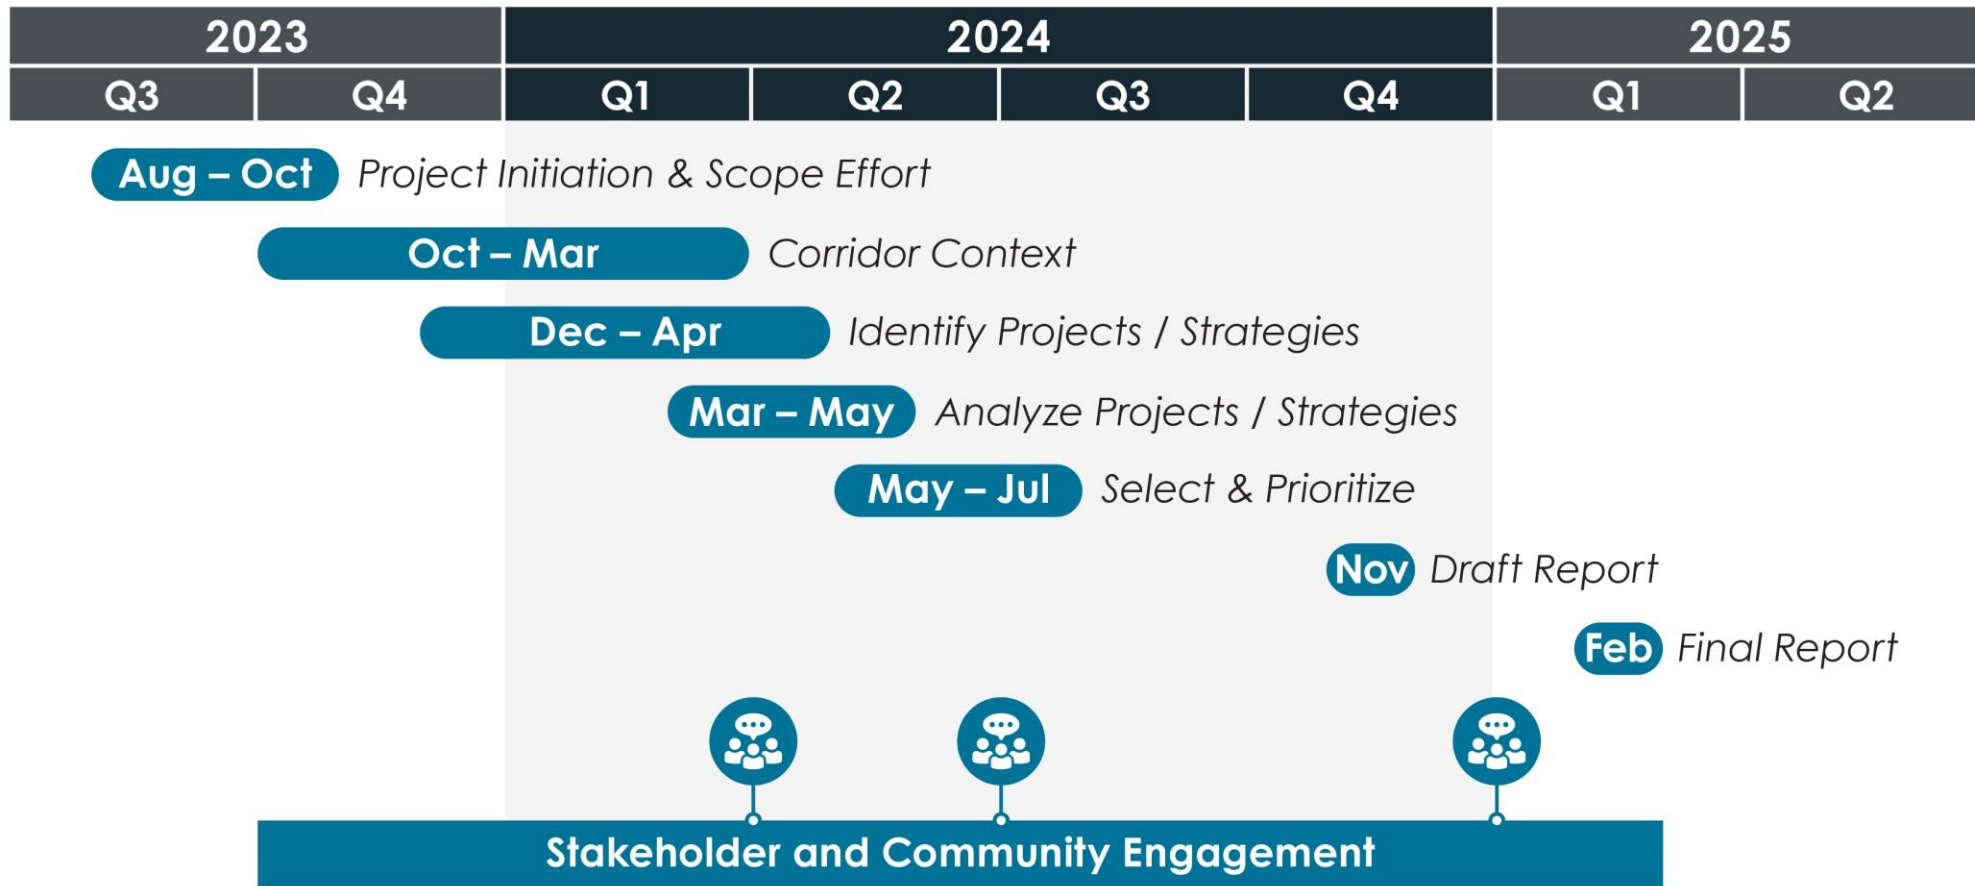 2023 2024 2025
Q3 Q4 Q1 Q2 Q3 Q4 Q1 Q2
Aug – Oct Project Initiation & Scope Effort
Oct – Mar Corridor Context
Dec – Apr Identify Projects / Strategies
Mar – May Analyze Projects / Strategies
May – Jul Select & Prioritize
Nov Draft Report
Feb Final Report
Stakeholder and Community Engagement